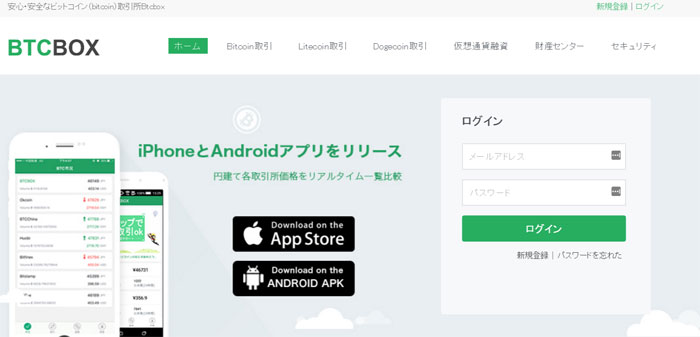 安心・安全なビットコイン（bitcoin）取引所Btcbox
新規登録 | ログイン
BTCBOX
ホーム
Bitcoin取引
Litecoin取引
Dogecoin取引
仮想通貨融資
財産センター
セキュリティ
iPhoneとAndroidアプリをリリース
円建て各取引所価格をリアルタイム一覧比較
Download on the
App Store
Download on the
ANDROID APK
ログイン
メールアドレス
パスワード
ログイン
新規登録 | パスワードを忘れた
BTCBOX
Okcoin
BTCChina
Huobi
Bitfinex
Bitstamp
¥46731
¥356.9